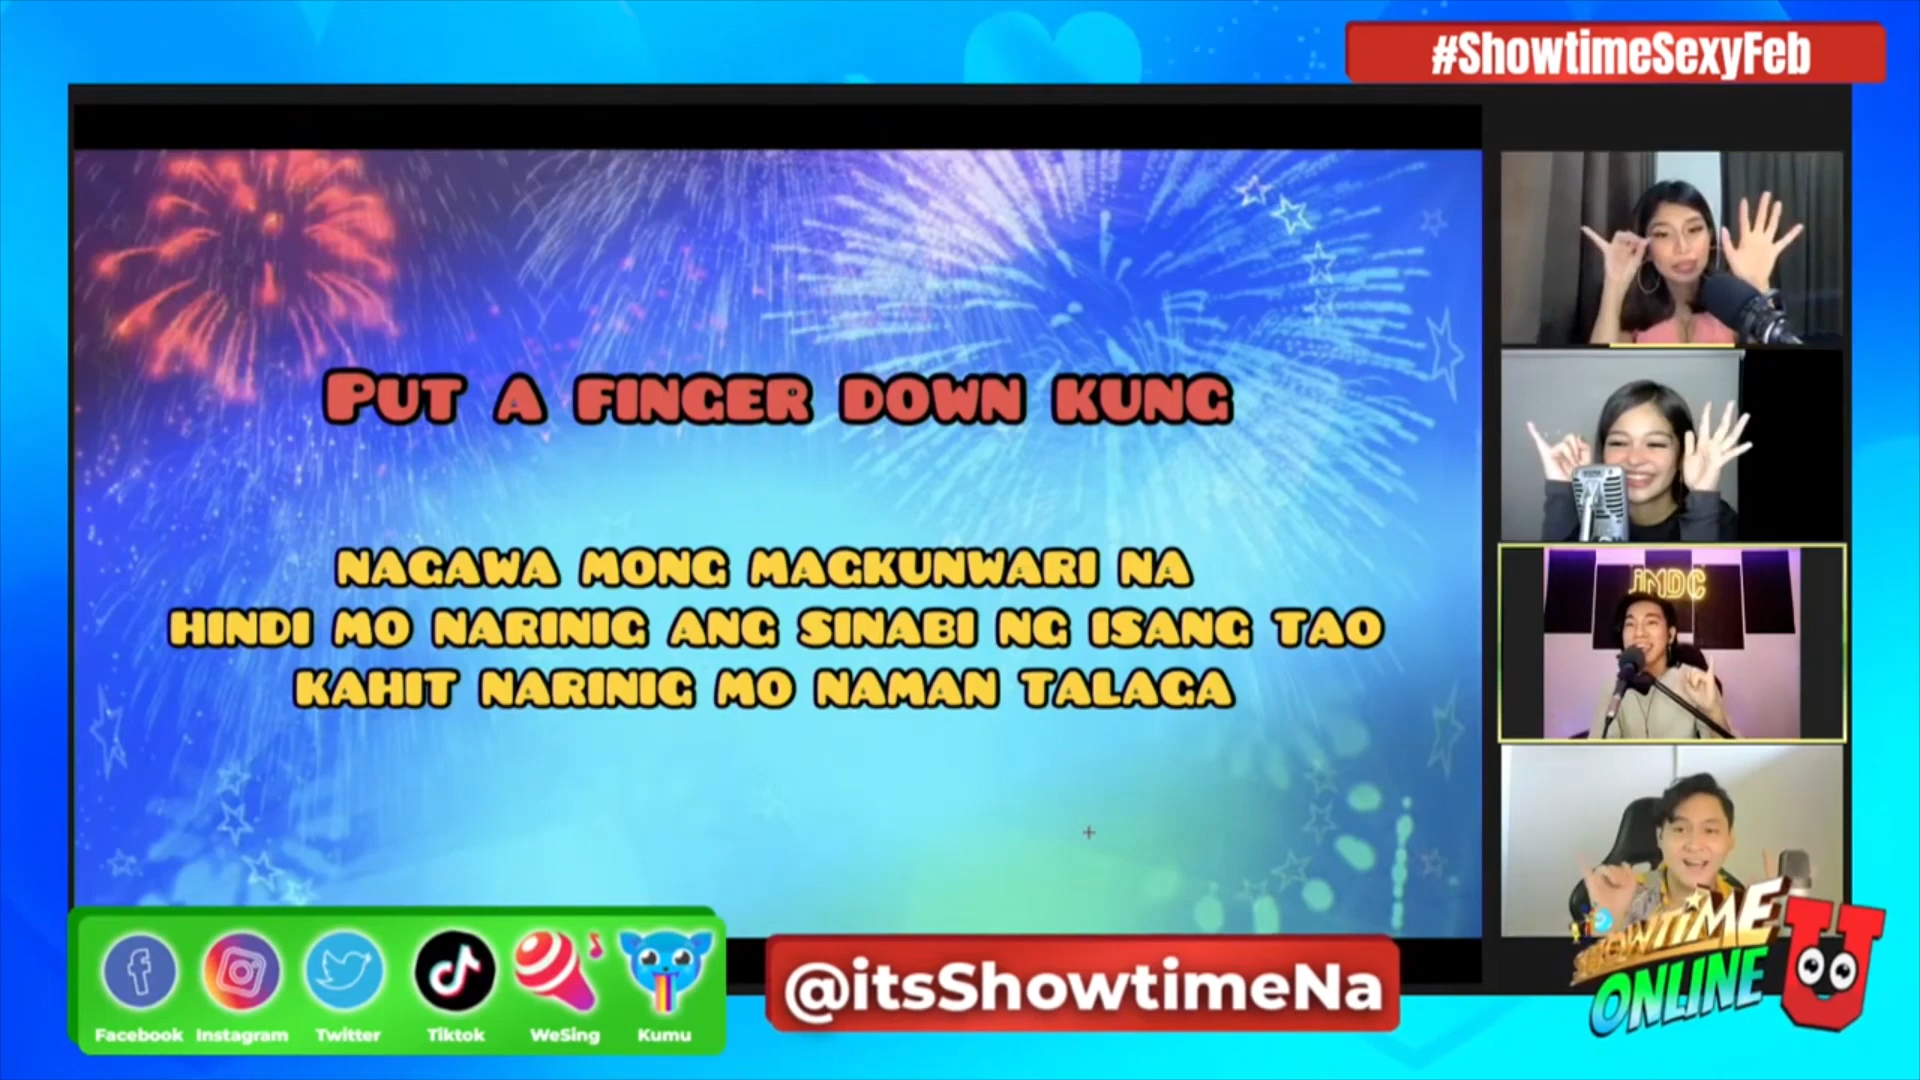 #ShowtimeSexyFeb
PUT A FINGER DOWN KUNG
NAGAWA MONG MAGKUNWARI NA
HINDI MO NARINIG ANG SINABI NG ISANG TAO
KAHIT NARINIG MO NAMAN TALAGA
jMDC
Facebook Instagram Twitter Tiktok WeSing Kumu
@itsShowtimeNa
SHOWTIME
ONLINE U